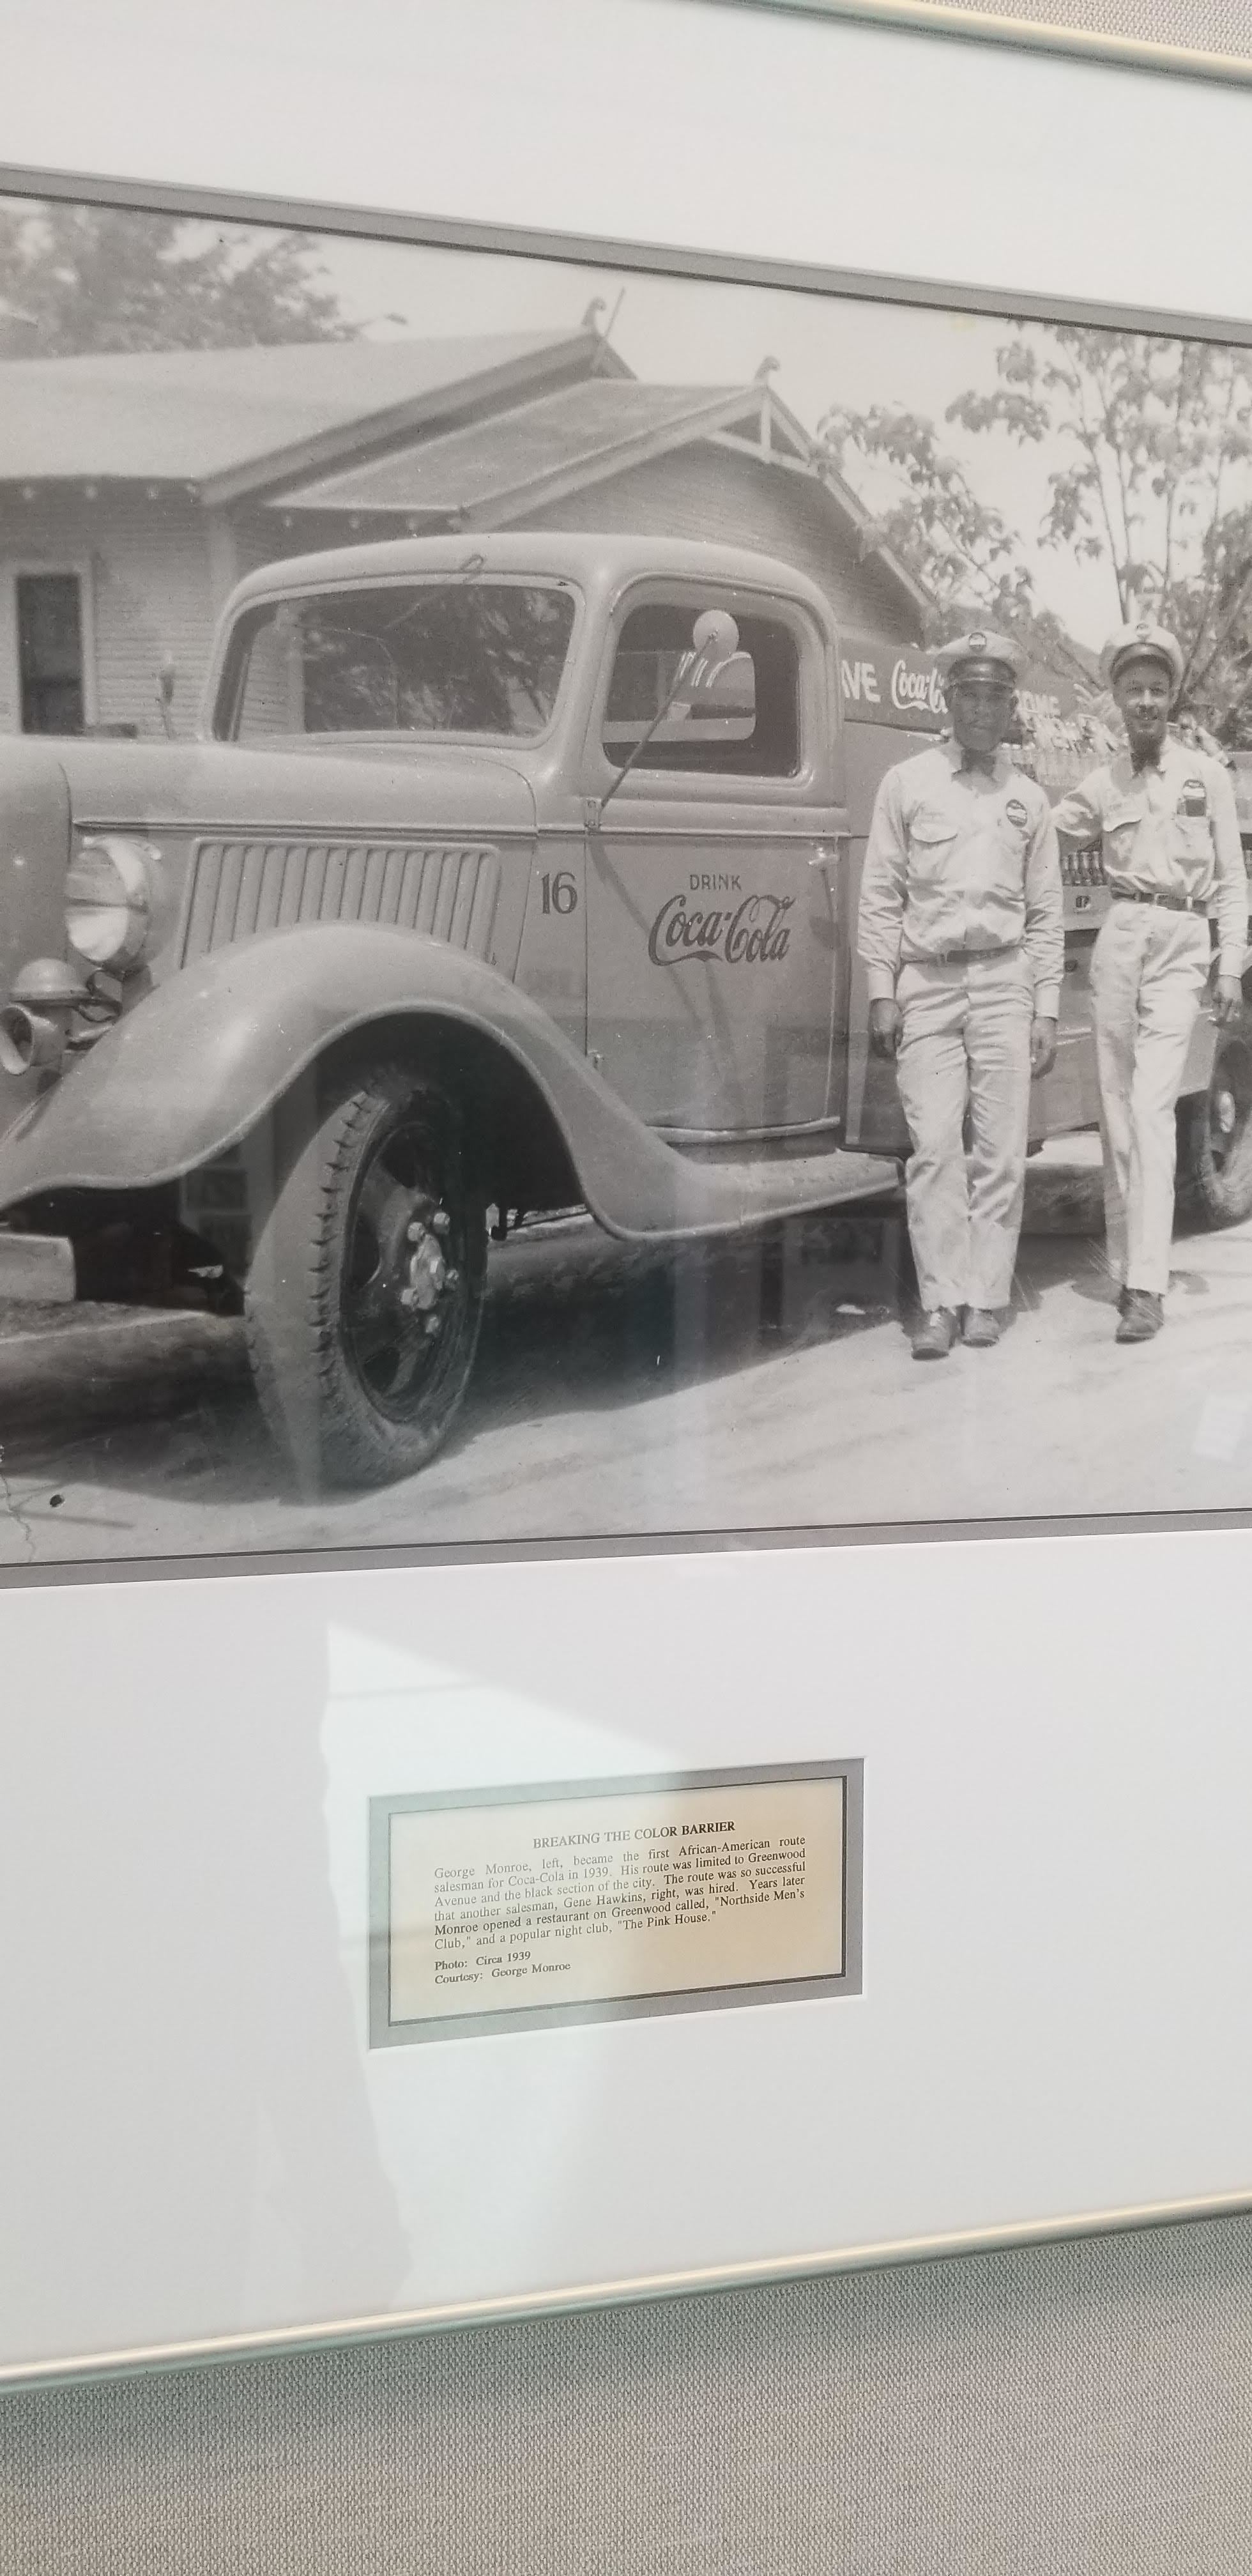 VE Coca-Co
16
DRINK
Coca-Cola
BREAKING THE COLOR BARRIER
George Monroe, left, became the first African-American route
salesman for Coca-Cola in 1939. His route was limited to Greenwood
Avenue and the black section of the city. The route was so successful
that another salesman, Gene Hawkins, right, was hired. Years later
Monroe opened a restaurant on Greenwood called, "Northside Men's
Club," and a popular night club, "The Pink House."
Photo: Circa 1939
Courtesy: George Monroe